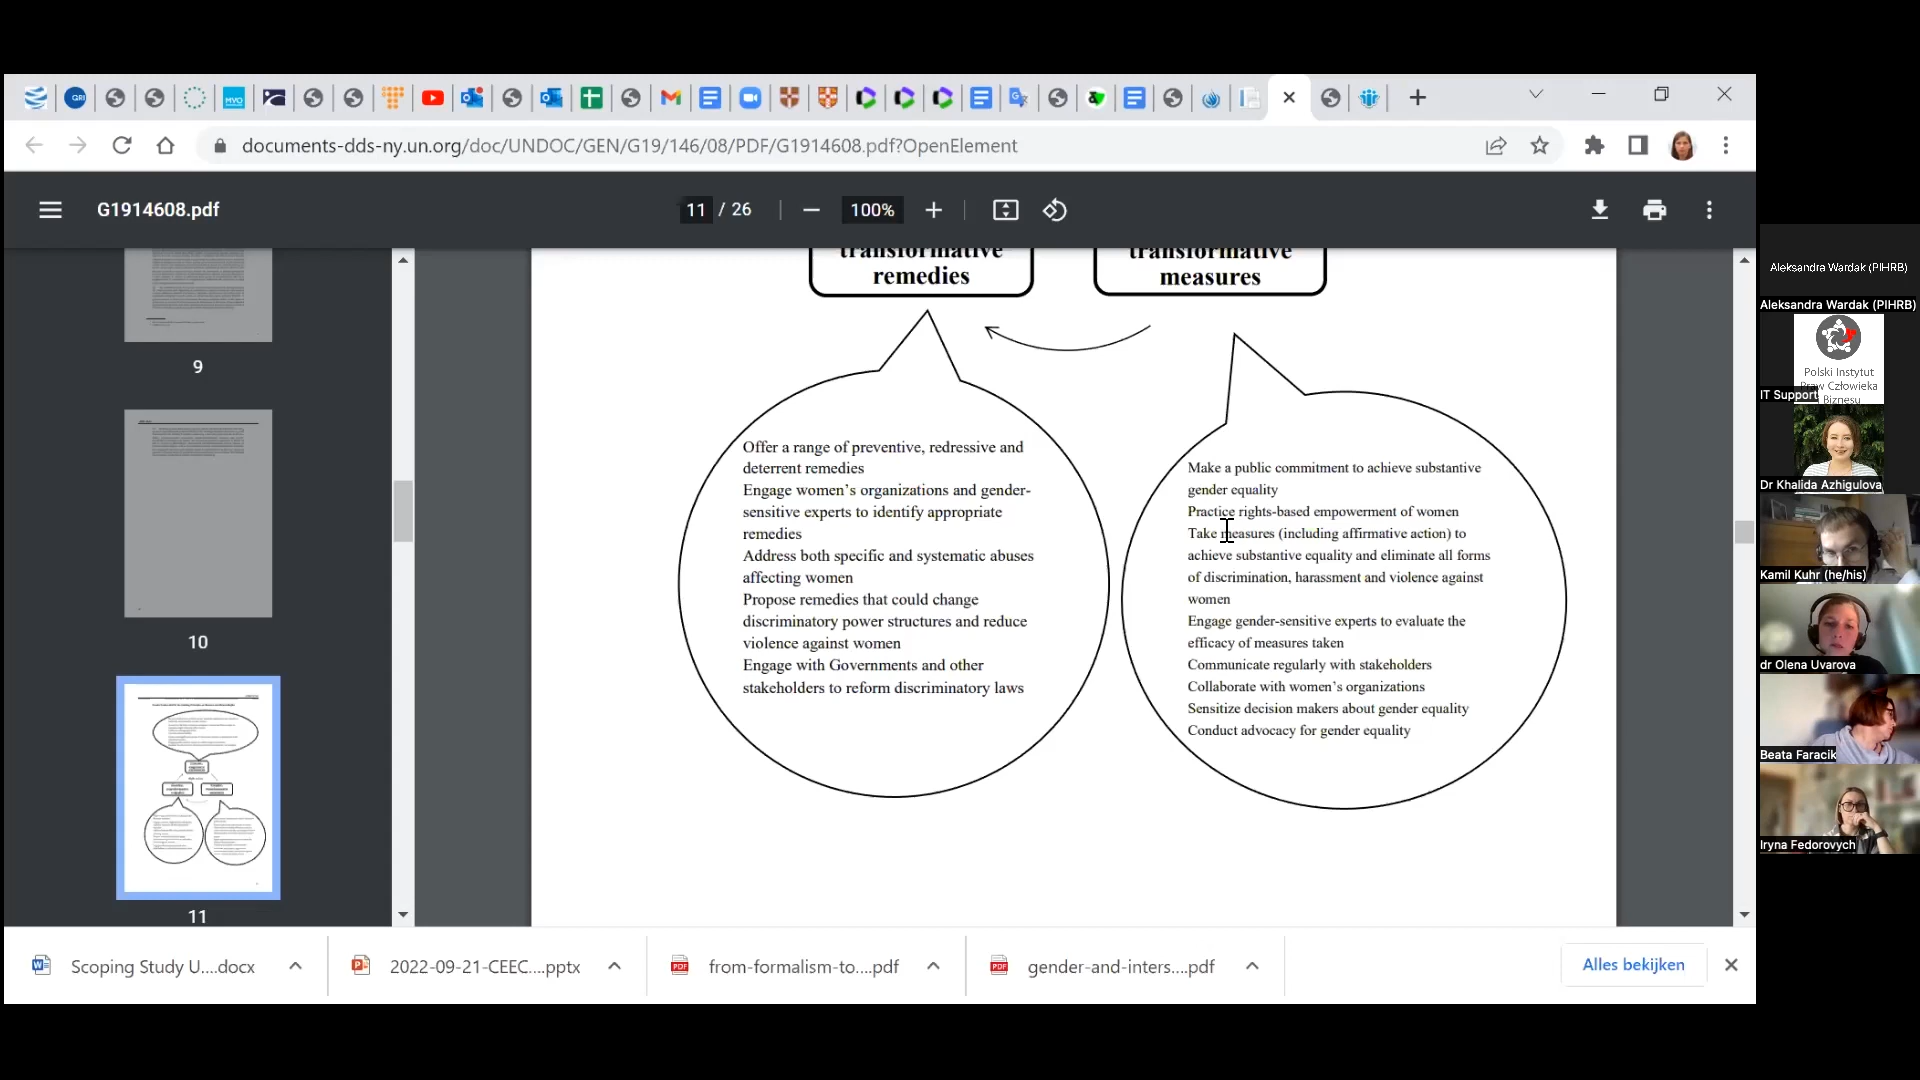 QRI
MVO
documents-dds-ny.un.org/doc/UNDOC/GEN/G19/146/08/PDF/G1914608.pdf?OpenElement
G1914608.pdf
11 / 26
100%
9
10
11
transformative
remedies
transformative
measures
Offer a range of preventive, redressive and
deterrent remedies
Engage women’s organizations and gender-
sensitive experts to identify appropriate
remedies
Address both specific and systematic abuses
affecting women
Propose remedies that could change
discriminatory power structures and reduce
violence against women
Engage with Governments and other
stakeholders to reform discriminatory laws
Make a public commitment to achieve substantive
gender equality
Practice rights-based empowerment of women
Take measures (including affirmative action) to
achieve substantive equality and eliminate all forms
of discrimination, harassment and violence against
women
Engage gender-sensitive experts to evaluate the
efficacy of measures taken
Communicate regularly with stakeholders
Collaborate with women’s organizations
Sensitize decision makers about gender equality
Conduct advocacy for gender equality
Aleksandra Wardak (PIHRB)
Aleksandra Wardak (PIHRB)
Polski Instytut
Praw Człowieka
Biznesu
IT Support
Dr Khalida Azhigulova
Kamil Kuhr (he/his)
dr Olena Uvarova
Beata Faracik
Iryna Fedorovych
Scoping Study U....docx
2022-09-21-CEEC....pptx
PDF
from-formalism-to....pdf
PDF
gender-and-inters....pdf
Alles bekijken